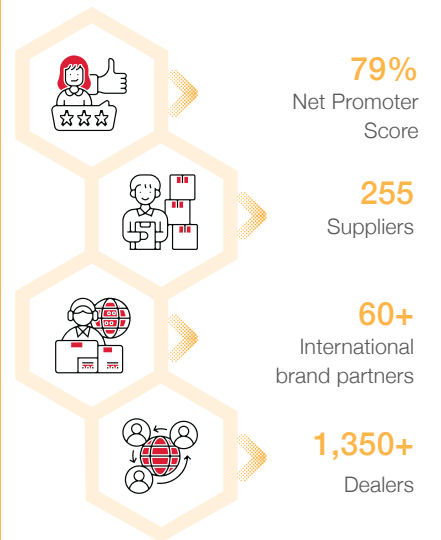 79%
Net Promoter
Score
255
Suppliers
60+
International
brand partners
1,350+
Dealers